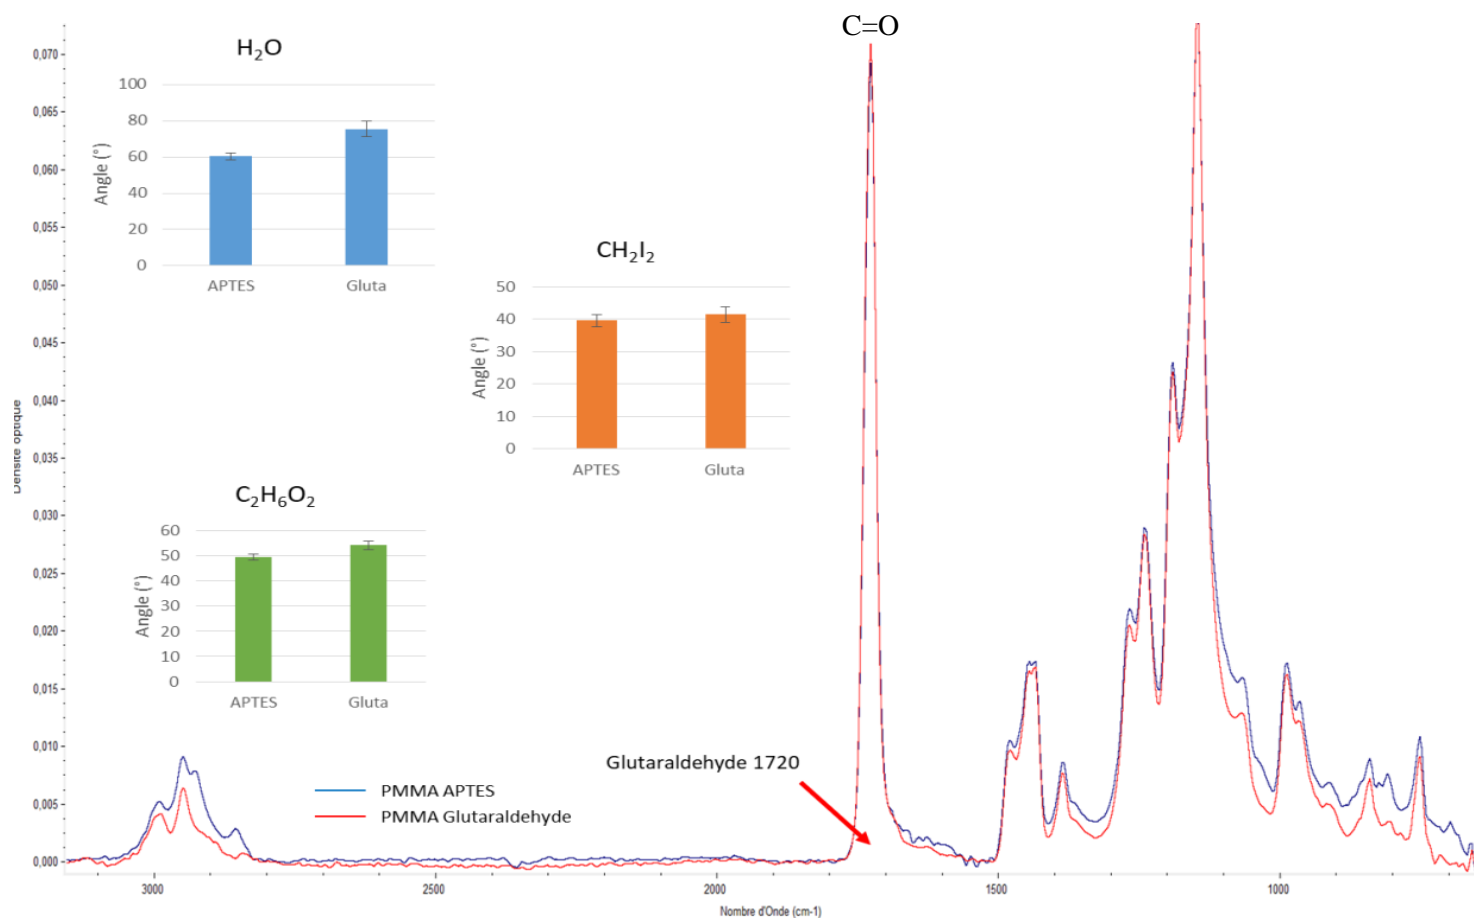 C=O
0,070
0,065
0,060
0,055
0,050
0,045
0,040
0,035
0,030
0,025
0,020
0,015
0,010
0,005
0,000
Densité optique
H₂O
100
80
60
40
20
0
Angle (°)
APTES Gluta
CH₂I₂
50
40
30
20
10
0
Angle (°)
APTES Gluta
C₂H₆O₂
60
50
40
30
20
10
0
Angle (°)
APTES Gluta
Glutaraldehyde 1720
PMMA APTES
PMMA Glutaraldehyde
3000 2500 2000 1500 1000
Nombre d'Onde (cm-1)